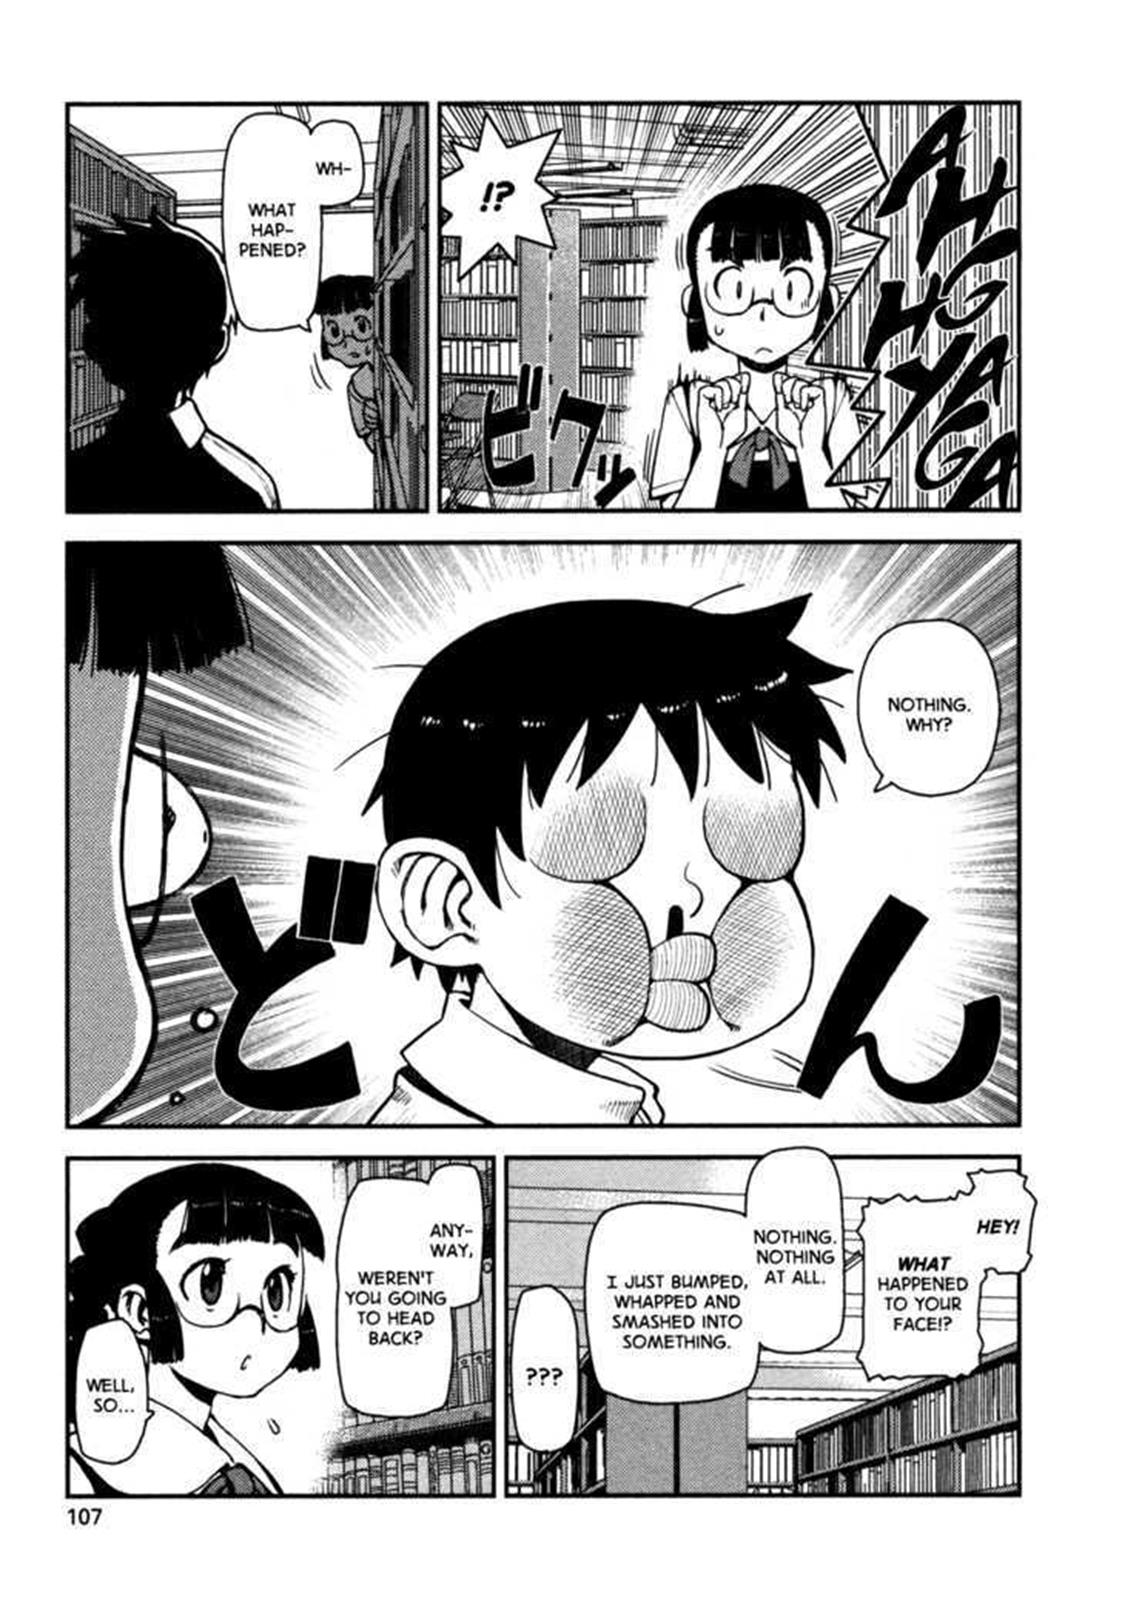 AH
HO
YA
GA
!?
ビクッ
WH-
WHAT
HAP-
PENED?
NOTHING.
WHY?
どん
HEY!
WHAT
HAPPENED
TO YOUR
FACE!?
NOTHING.
NOTHING
AT ALL.
I JUST BUMPED,
WHAPPED AND
SMASHED INTO
SOMETHING.
???
ANY-
WAY,
WEREN'T
YOU GOING
TO HEAD
BACK?
WELL,
SO...
107